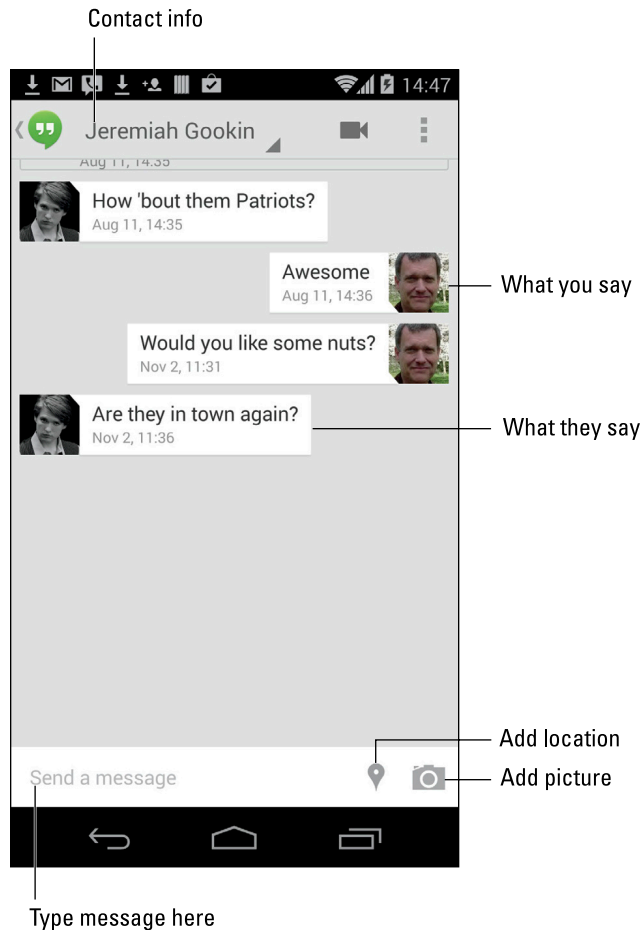 Contact info
14:47
Jeremiah Gookin
Aug 11, 14:35
How 'bout them Patriots?
Aug 11, 14:35
Awesome
Aug 11, 14:36
What you say
Would you like some nuts?
Nov 2, 11:31
Are they in town again?
Nov 2, 11:36
What they say
Add location
Send a message
Add picture
Type message here